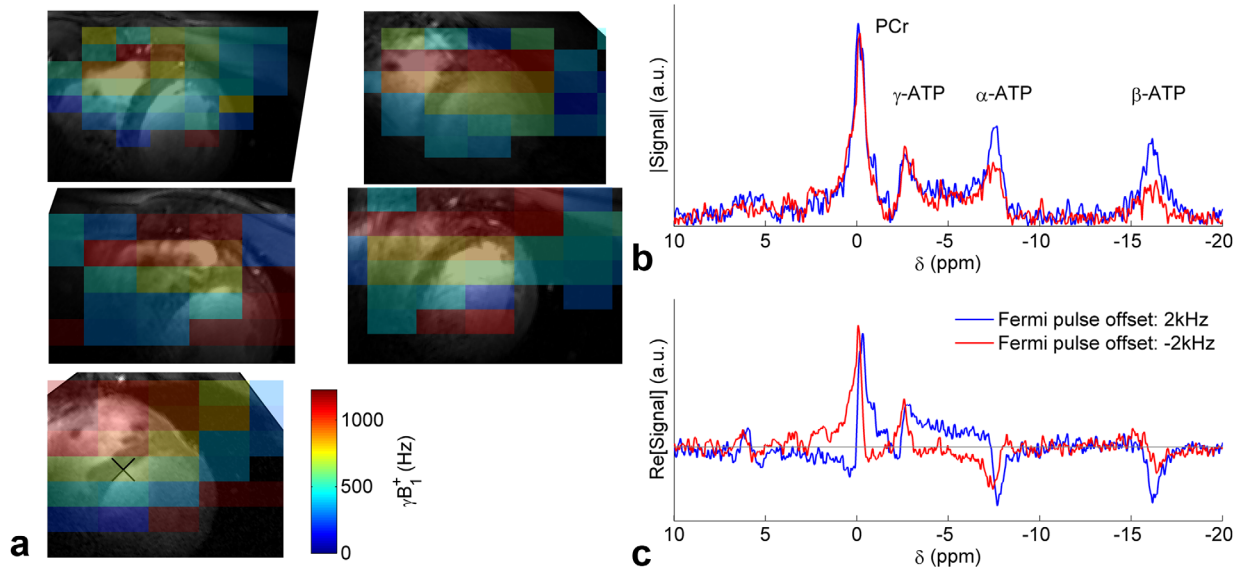 a
1000
500
0
γB₁⁺ (Hz)
b
|Signal| (a.u.)
PCr
γ-ATP
α-ATP
β-ATP
10 5 0 -5 -10 -15 -20
δ (ppm)
c
Re[Signal] (a.u.)
Fermi pulse offset: 2kHz
Fermi pulse offset: -2kHz
10 5 0 -5 -10 -15 -20
δ (ppm)